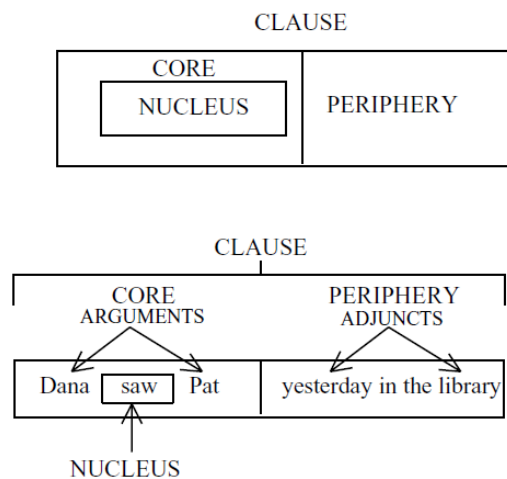 CLAUSE
CORE
NUCLEUS
PERIPHERY
CLAUSE
CORE PERIPHERY
ARGUMENTS ADJUNCTS
Dana saw Pat yesterday in the library
NUCLEUS